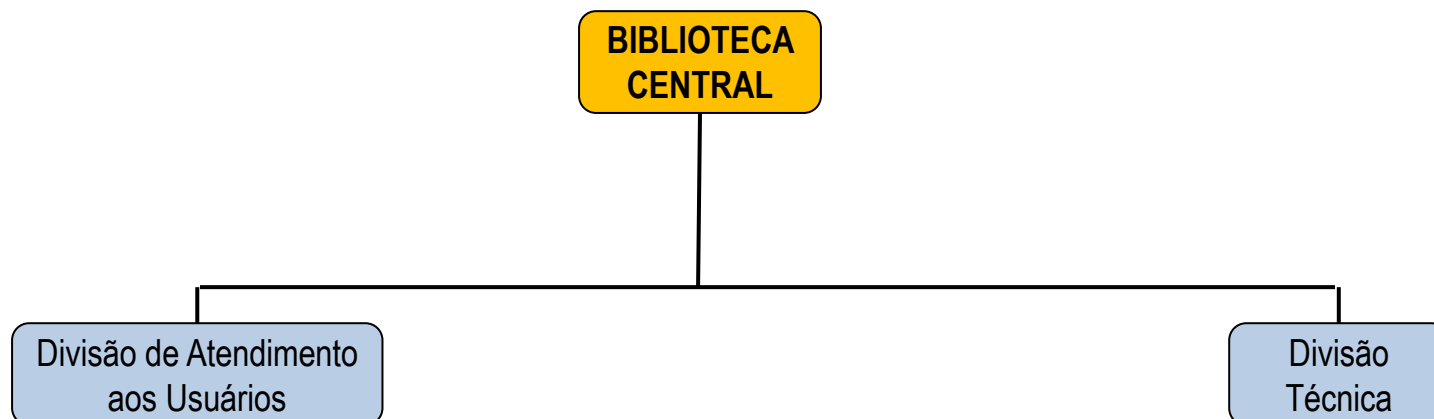 BIBLIOTECA
CENTRAL
Divisão de Atendimento
aos Usuários
Divisão
Técnica